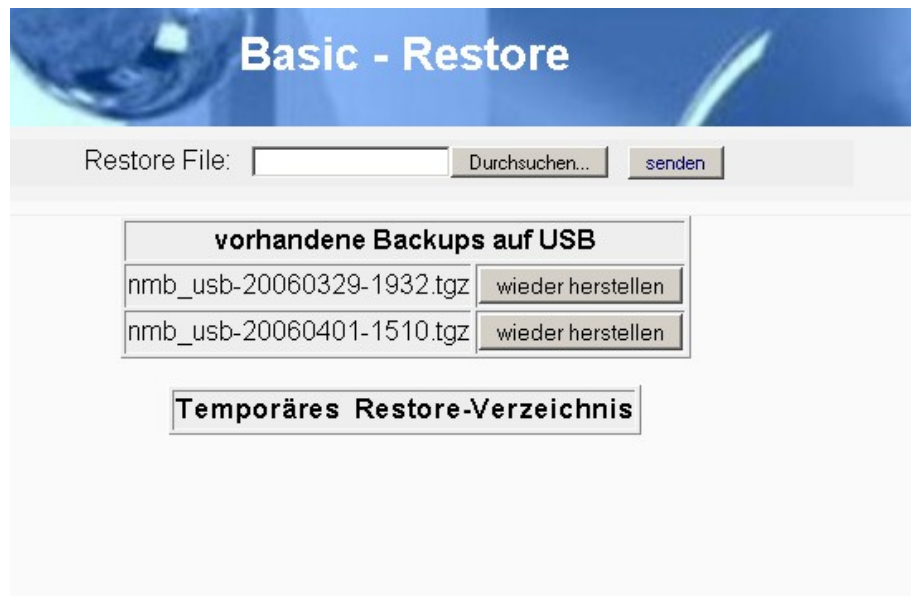 Basic - Restore
Restore File: Durchsuchen... senden
vorhandene Backups auf USB
nmb_usb-20060329-1932.tgz wieder herstellen
nmb_usb-20060401-1510.tgz wieder herstellen
Temporäres Restore-Verzeichnis